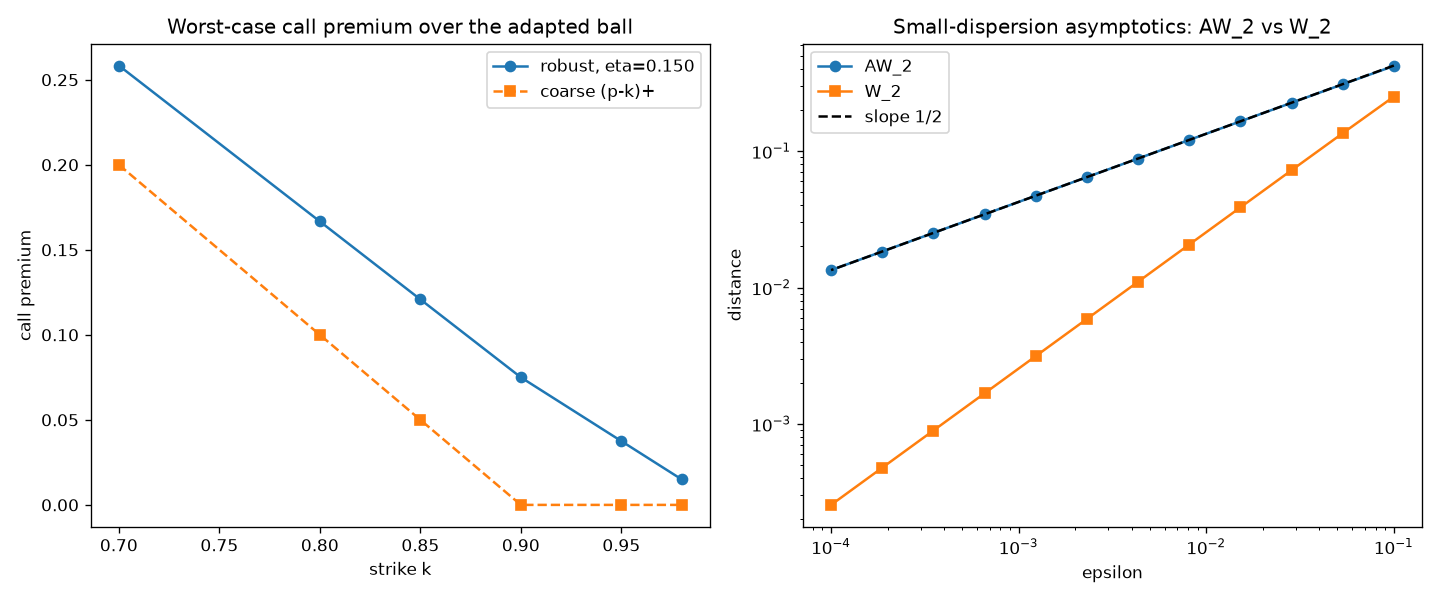 Worst-case call premium over the adapted ball
robust, eta=0.150
coarse (p-k)+
call premium
0.25
0.20
0.15
0.10
0.05
0.00
0.70
0.75
0.80
0.85
0.90
0.95
strike k
Small-dispersion asymptotics: AW_2 vs W_2
AW_2
W_2
slope 1/2
distance
10⁻¹
10⁻²
10⁻³
10⁻⁴
10⁻³
10⁻²
10⁻¹
epsilon